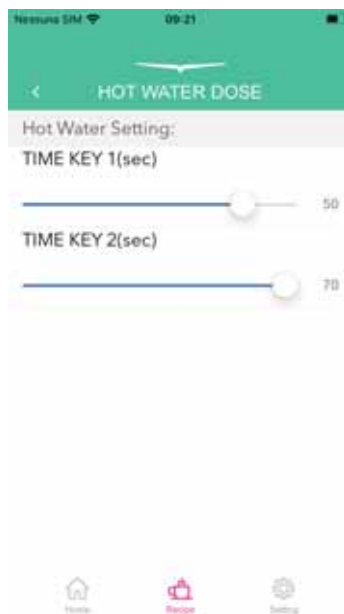 Nessuna SIM 09:21
HOT WATER DOSE
Hot Water Setting:
TIME KEY 1(sec)
50
TIME KEY 2(sec)
70
Home Recipe Setting